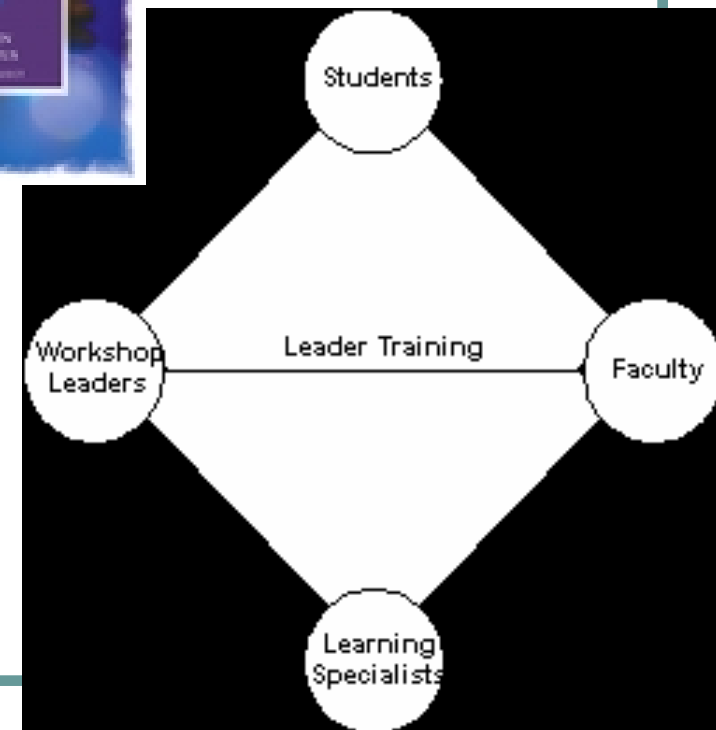 Students
Leader Training
Workshop
Leaders
Faculty
Learning
Specialists